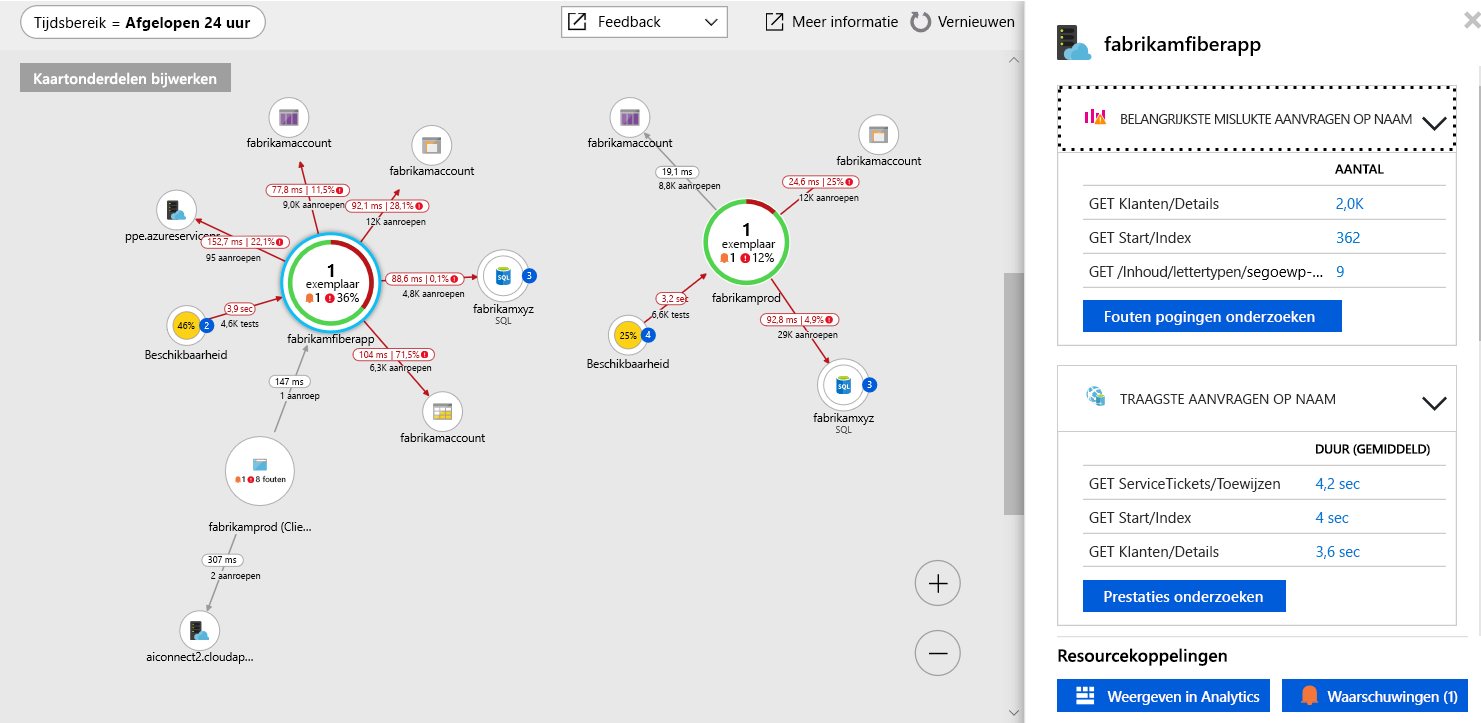 Tijdsbereik = Afgelopen 24 uur
Feedback
Meer informatie
Vernieuwen
Kaartonderdelen bijwerken
fabrikamaccount
fabrikamaccount
77,8 ms | 11,5%
9,0K aanroepen
92,1 ms | 28,1%
12K aanroepen
ppe.azureservicepr
152,7 ms | 22,1%
95 aanroepen
1
exemplaar
1 36%
fabrikamfiberapp
88,6 ms | 0,1%
4,8K aanroepen
3
fabrikamxyz
SQL
3,9 sec
4,6K tests
46% 2
Beschikbaarheid
104 ms | 71,5%
6,3K aanroepen
fabrikamaccount
147 ms
1 aanroep
1 8 fouten
fabrikamprod (Clie...
307 ms
2 aanroepen
aiconnect2.cloudap...
fabrikamaccount
fabrikamaccount
19,1 ms
8,8K aanroepen
24,6 ms | 25%
12K aanroepen
1
exemplaar
1 12%
fabrikamprod
3,2 sec
6,6K tests
25% 4
Beschikbaarheid
92,8 ms | 4,9%
29K aanroepen
3
fabrikamxyz
SQL
fabrikamfiberapp
BELANGRIJKSTE MISLUKTE AANVRAGEN OP NAAM
AANTAL
GET Klanten/Details 2,0K
GET Start/Index 362
GET /Inhoud/lettertypen/segoewp-... 9
Fouten pogingen onderzoeken
TRAAGSTE AANVRAGEN OP NAAM
DUUR (GEMIDDELD)
GET ServiceTickets/Toewijzen 4,2 sec
GET Start/Index 4 sec
GET Klanten/Details 3,6 sec
Prestaties onderzoeken
Resourcekoppelingen
Weergeven in Analytics
Waarschuwingen (1)